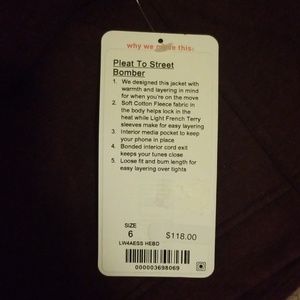 why we made this:
Pleat To Street
Bomber
1. We designed this jacket with
warmth and layering in mind
for when you're on the move
2. Soft Cotton Fleece fabric in
the body helps lock in the
heat while Light French Terry
sleeves make for easy layering
3. Interior media pocket to keep
your phone in place
4. Bonded interior cord exit
keeps your tunes close
5. Loose fit and bum length for
easy layering over tights
SIZE
6
$118.00
LW4AESS HEBD
000003698069